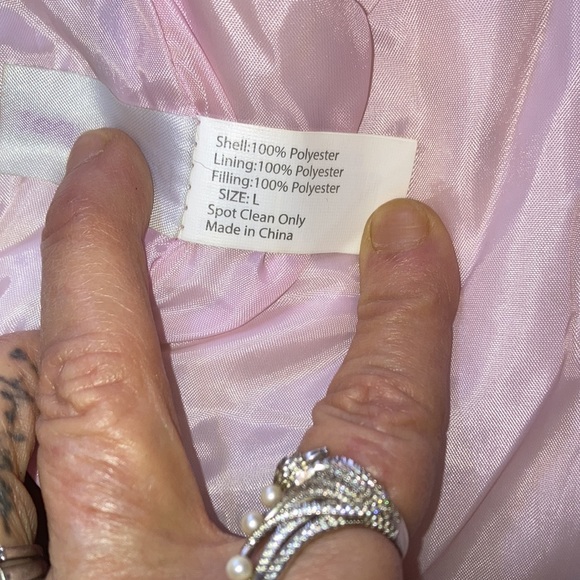 Shell:100% Polyester
Lining:100% Polyester
Filling:100% Polyester
SIZE: L
Spot Clean Only
Made in China